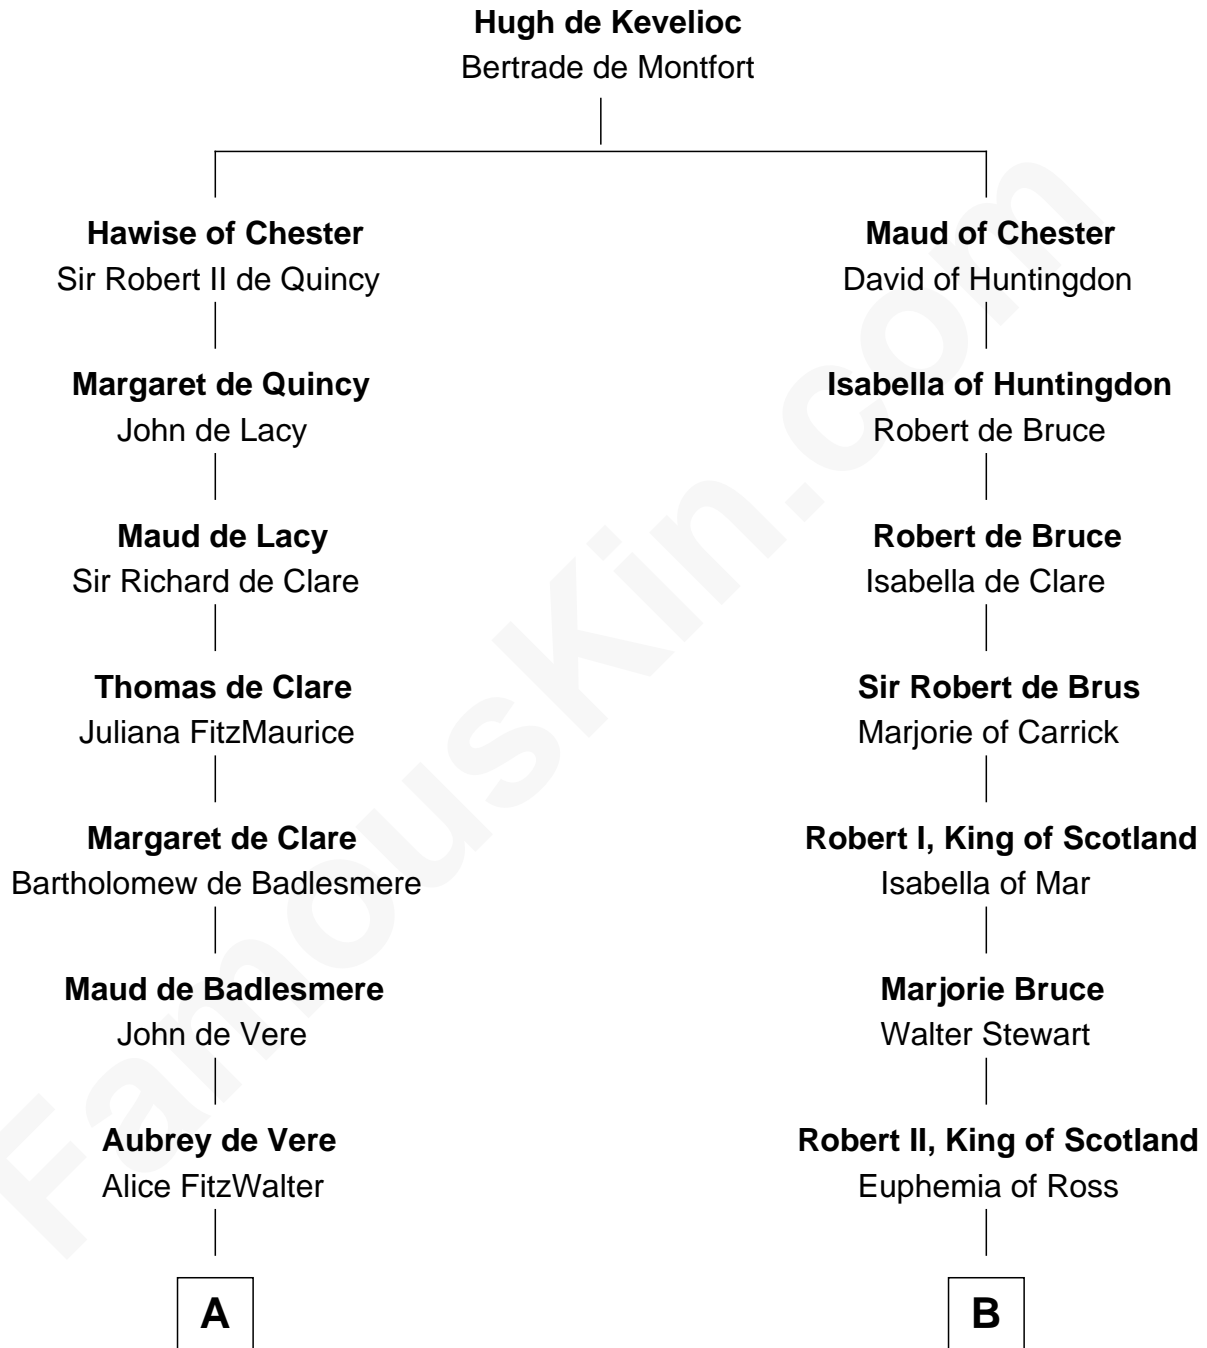 Hugh de Kevelioc
Bertrade de Montfort
Hawise of Chester
Sir Robert II de Quincy
Maud of Chester
David of Huntingdon
Margaret de Quincy
John de Lacy
Isabella of Huntingdon
Robert de Bruce
Maud de Lacy
Sir Richard de Clare
Robert de Bruce
Isabella de Clare
Thomas de Clare
Juliana FitzMaurice
Sir Robert de Brus
Marjorie of Carrick
Margaret de Clare
Bartholomew de Badlesmere
Robert I, King of Scotland
Isabella of Mar
Maud de Badlesmere
John de Vere
Marjorie Bruce
Walter Stewart
Aubrey de Vere
Alice FitzWalter
Robert II, King of Scotland
Euphemia of Ross
A
B
FamousKin.com